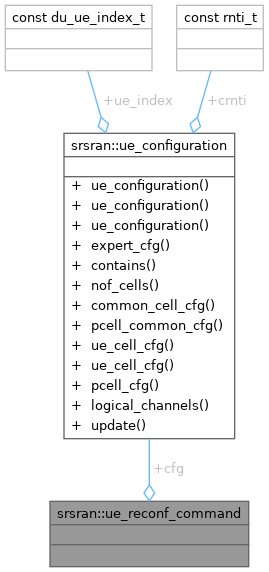 const du_ue_index_t
const rnti_t
+ue_index
+crnti
srsran::ue_configuration
+ ue_configuration()
+ ue_configuration()
+ ue_configuration()
+ expert_cfg()
+ contains()
+ nof_cells()
+ common_cell_cfg()
+ pcell_common_cfg()
+ ue_cell_cfg()
+ ue_cell_cfg()
+ pcell_cfg()
+ logical_channels()
+ update()
+cfg
srsran::ue_reconf_command